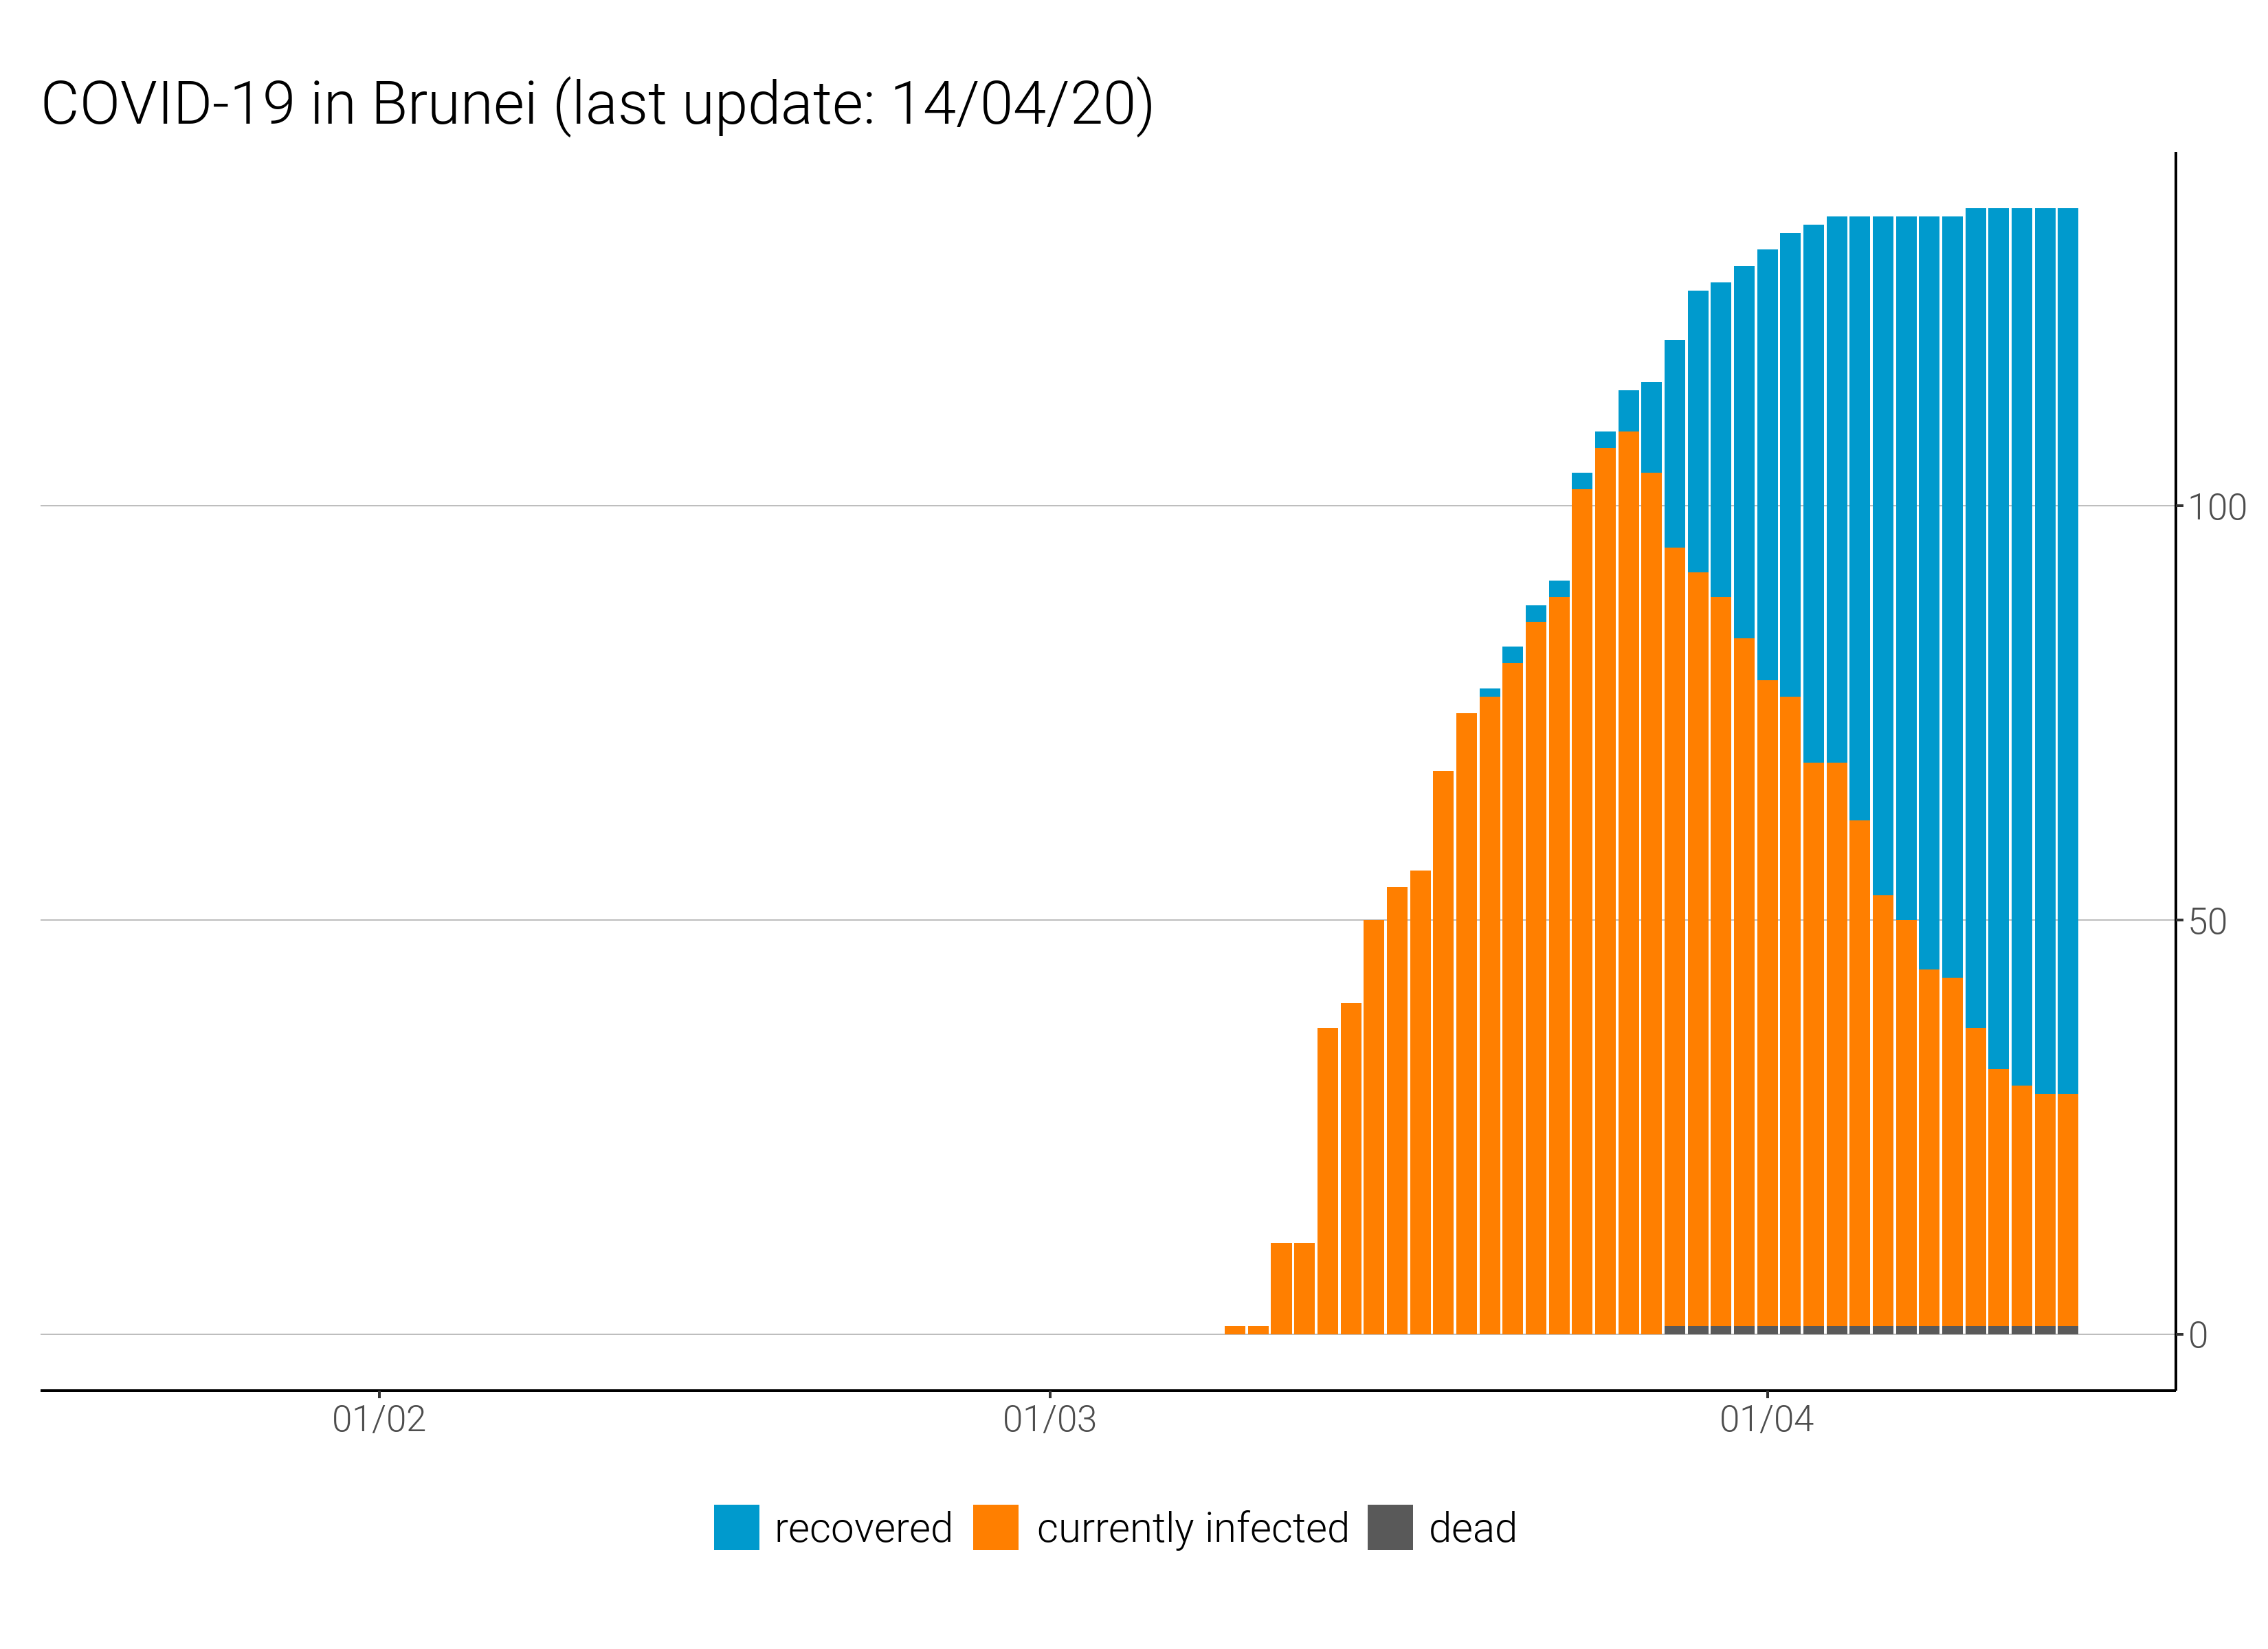 COVID-19 in Brunei (last update: 14/04/20)
100
50
0
01/02 01/03 01/04
recovered currently infected dead